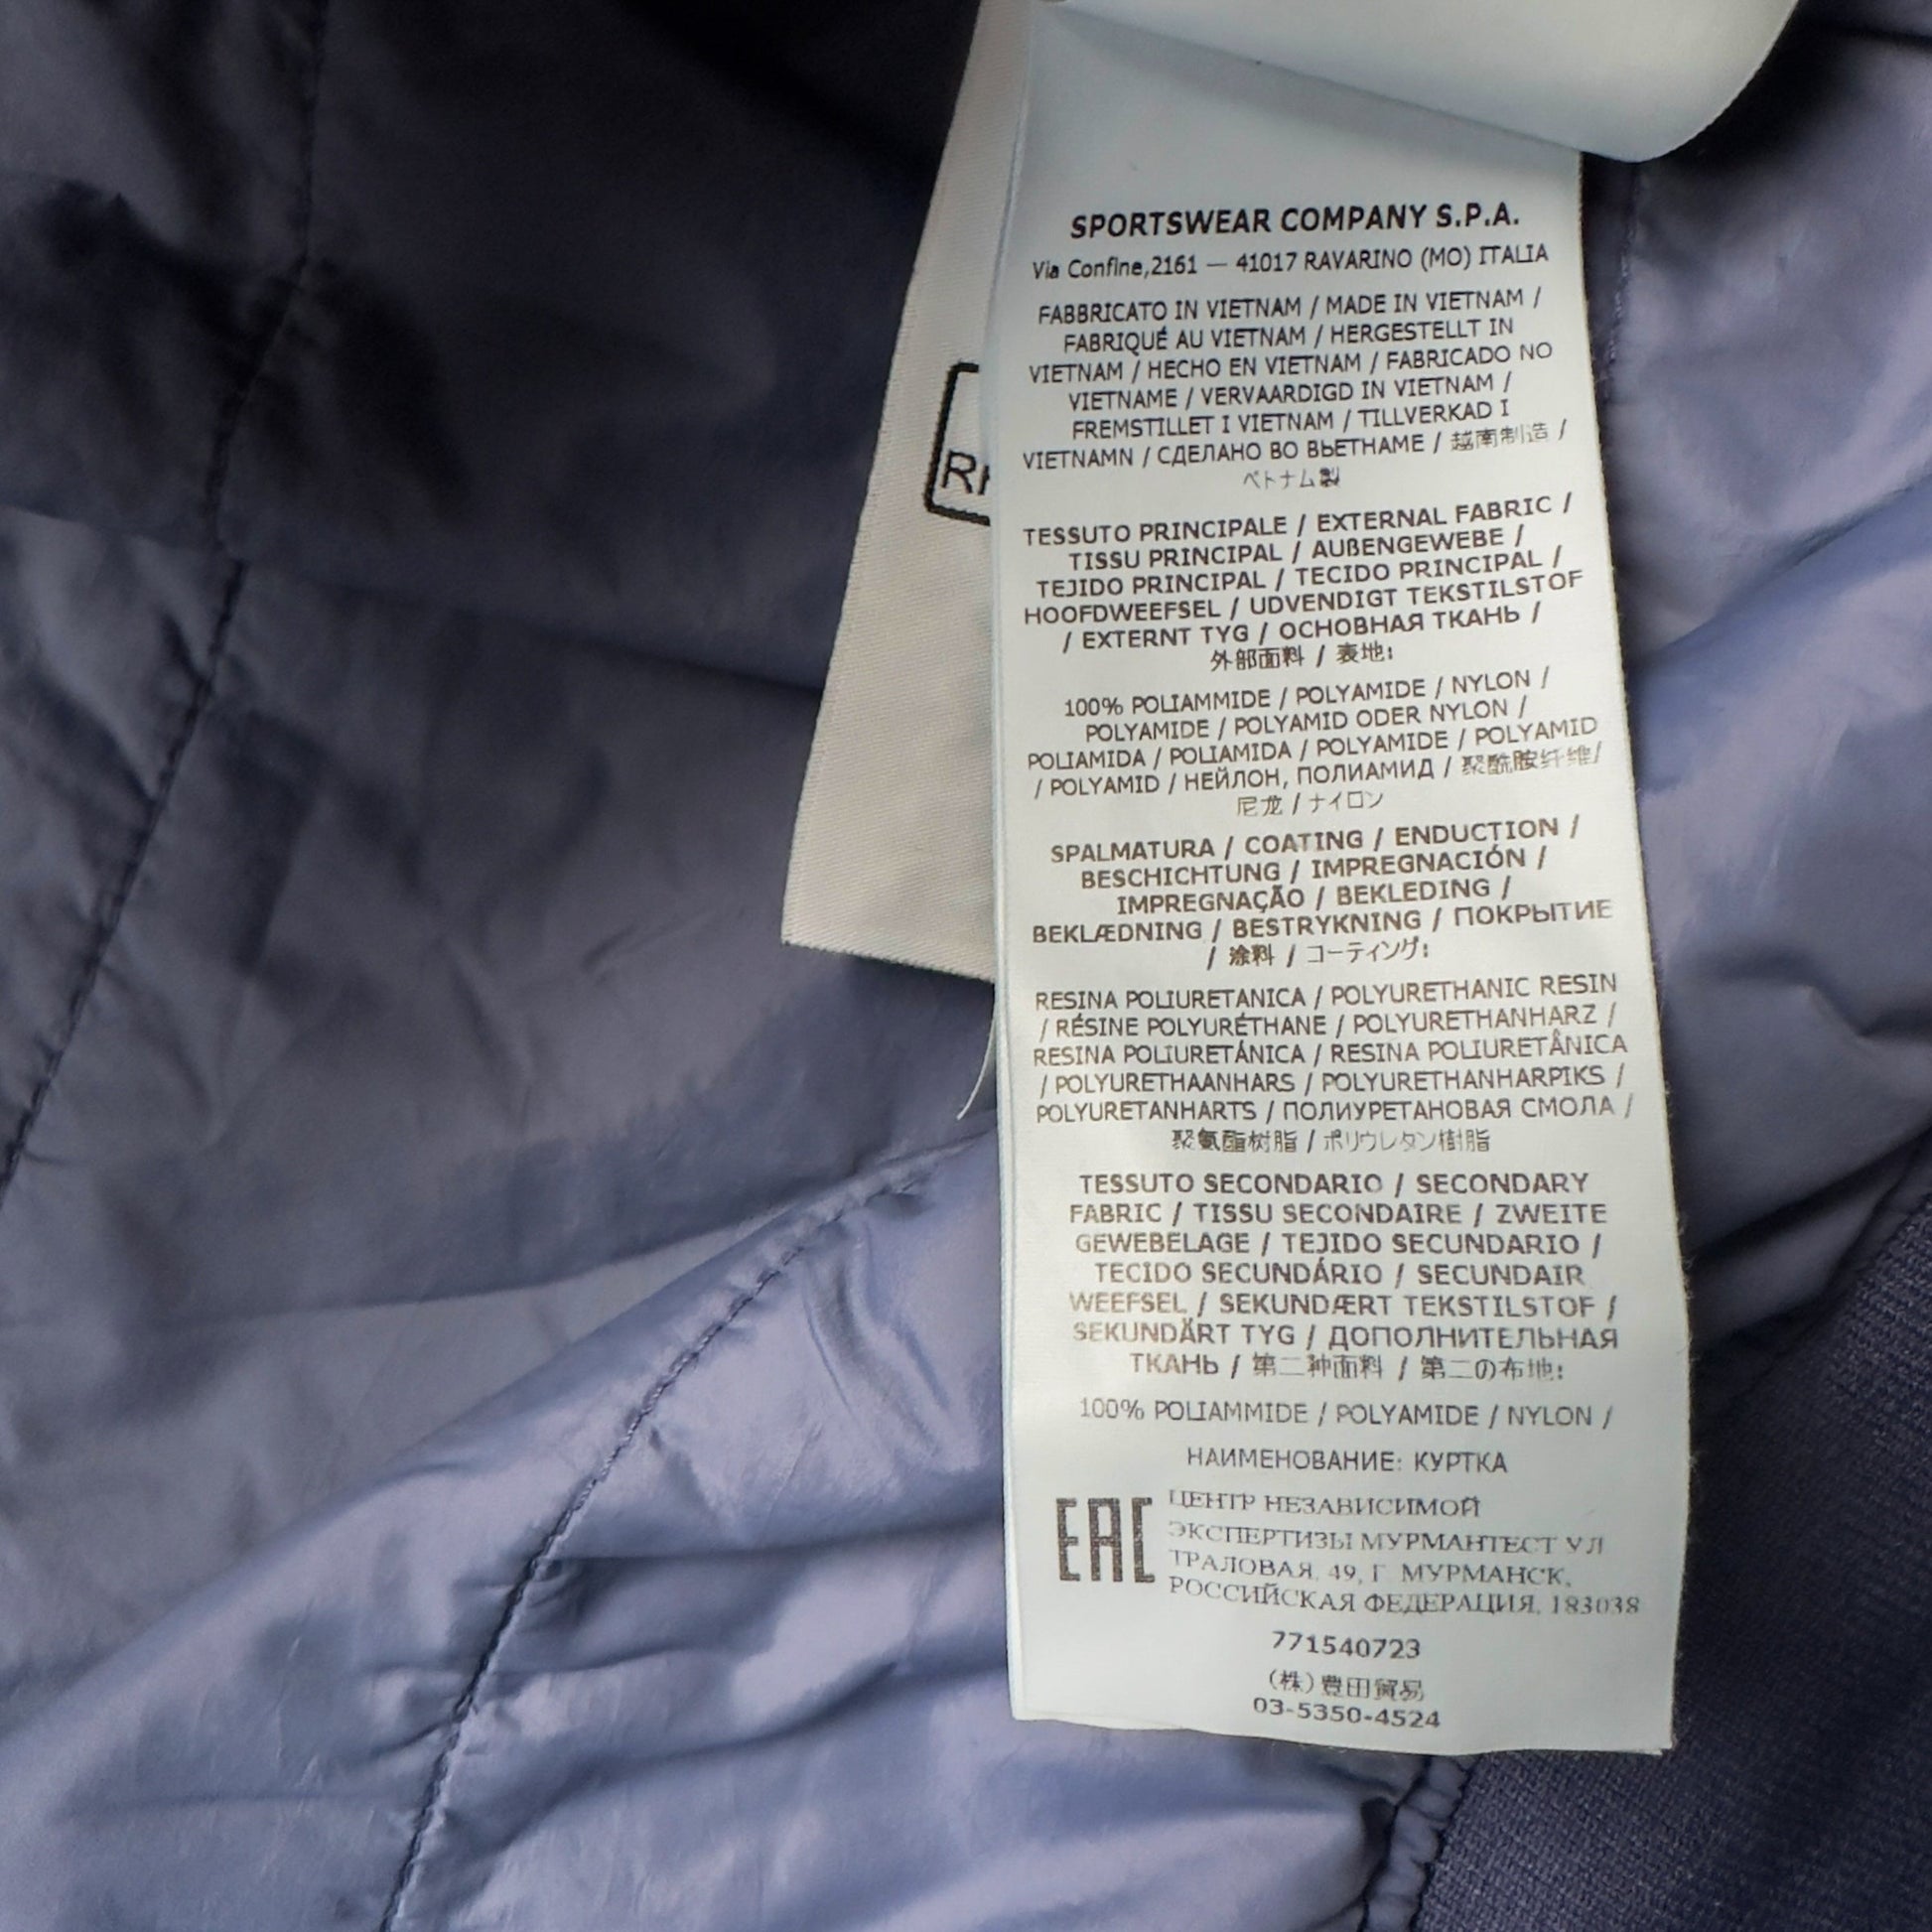 RI
SPORTSWEAR COMPANY S.P.A.
Via Confine,2161 — 41017 RAVARINO (MO) ITALIA
FABBRICATO IN VIETNAM / MADE IN VIETNAM /
FABRIQUÉ AU VIETNAM / HERGESTELLT IN
VIETNAM / HECHO EN VIETNAM / FABRICADO NO
VIETNAME / VERVAARDIGD IN VIETNAM /
FREMSTILLET I VIETNAM / TILLVERKAD I
VIETNAMN / СДЕЛАНО ВО ВЬЕТНАМЕ / 越南制造 /
ベトナム製
TESSUTO PRINCIPALE / EXTERNAL FABRIC /
TISSU PRINCIPAL / AUßENGEWEBE /
TEJIDO PRINCIPAL / TECIDO PRINCIPAL /
HOOFDWEEFSEL / UDVENDIGT TEKSTILSTOF
/ EXTERNT TYG / ОСНОВНАЯ ТКАНЬ /
外部面料 / 表地:
100% POLIAMMIDE / POLYAMIDE / NYLON /
POLYAMIDE / POLYAMID ODER NYLON /
POLIAMIDA / POLIAMIDA / POLYAMIDE / POLYAMID
/ POLYAMID / НЕЙЛОН, ПОЛИАМИД / 聚酰胺纤维/
尼龙 / ナイロン
SPALMATURA / COATING / ENDUCTION /
BESCHICHTUNG / IMPREGNACIÓN /
IMPREGNAÇÃO / BEKLEDING /
BEKLÆDNING / BESTRYKNING / ПОКРЫТИЕ
/ 涂料 / コーティング:
RESINA POLIURETANICA / POLYURETHANIC RESIN
/ RÉSINE POLYURÉTHANE / POLYURETHANHARZ /
RESINA POLIURETÁNICA / RESINA POLIURETÂNICA
/ POLYURETHAANHARS / POLYURETHANHARPIKS /
POLYURETANHARTS / ПОЛИУРЕТАНОВАЯ СМОЛА /
聚氨酯树脂 / ポリウレタン樹脂
TESSUTO SECONDARIO / SECONDARY
FABRIC / TISSU SECONDAIRE / ZWEITE
GEWEBELAGE / TEJIDO SECUNDARIO /
TECIDO SECUNDÁRIO / SECUNDAIR
WEEFSEL / SEKUNDÆRT TEKSTILSTOF /
SEKUNDÄRT TYG / ДОПОЛНИТЕЛЬНАЯ
ТКАНЬ / 第二种面料 / 第二の布地:
100% POLIAMMIDE / POLYAMIDE / NYLON /
НАИМЕНОВАНИЕ: КУРТКА
EAC
ЦЕНТР НЕЗАВИСИМОЙ
ЭКСПЕРТИЗЫ МУРМАНТЕСТ УЛ
ТРАЛОВАЯ, 49, Г. МУРМАНСК,
РОССИЙСКАЯ ФЕДЕРАЦИЯ, 183038
771540723
(株)豊田貿易
03-5350-4524